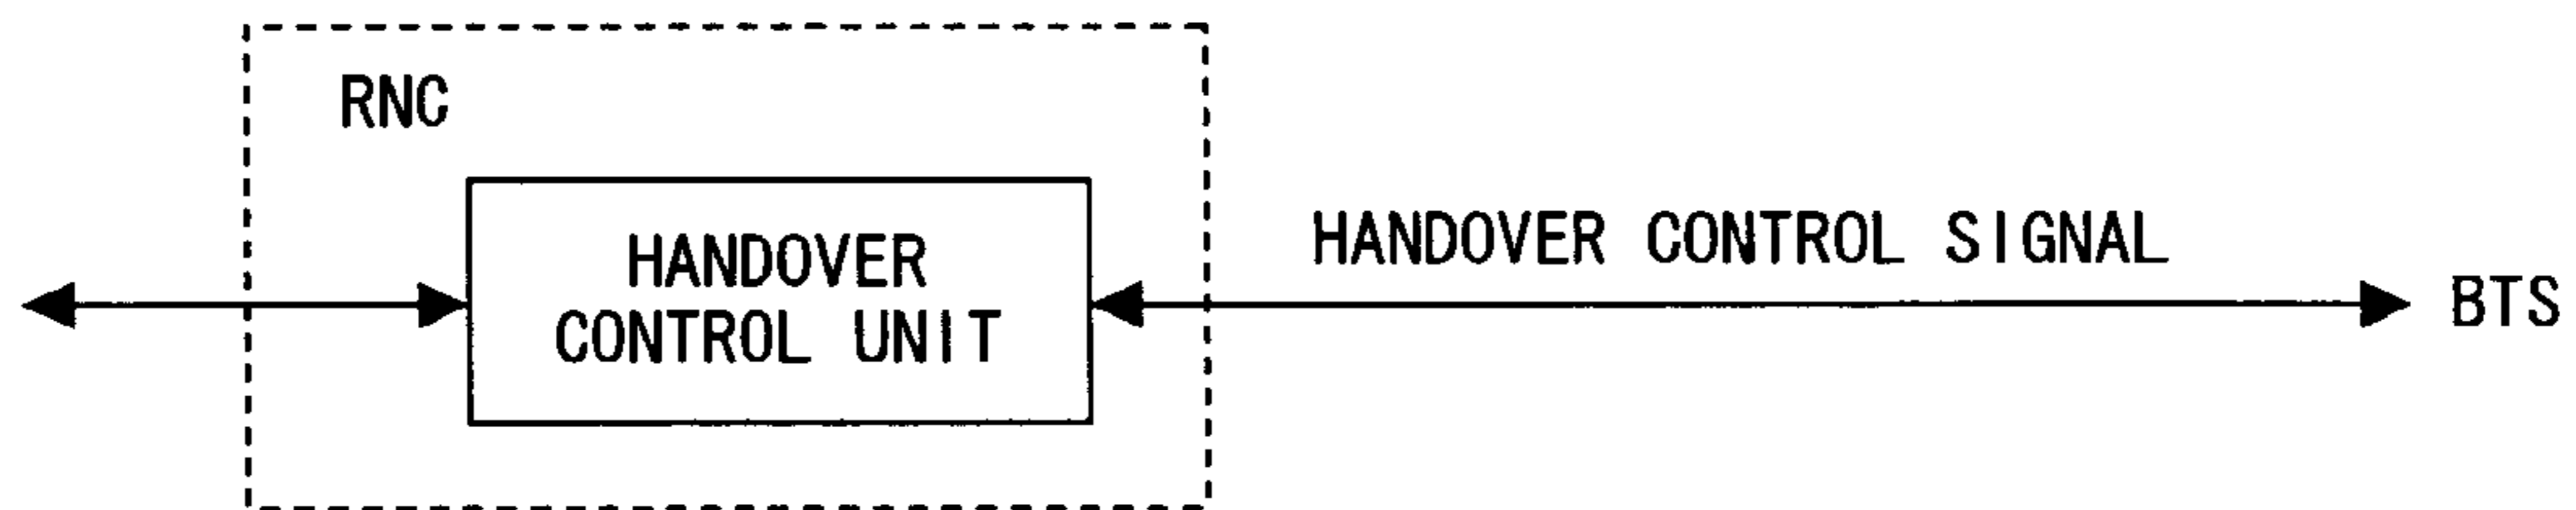 RNC
HANDOVER
CONTROL UNIT
HANDOVER CONTROL SIGNAL
BTS